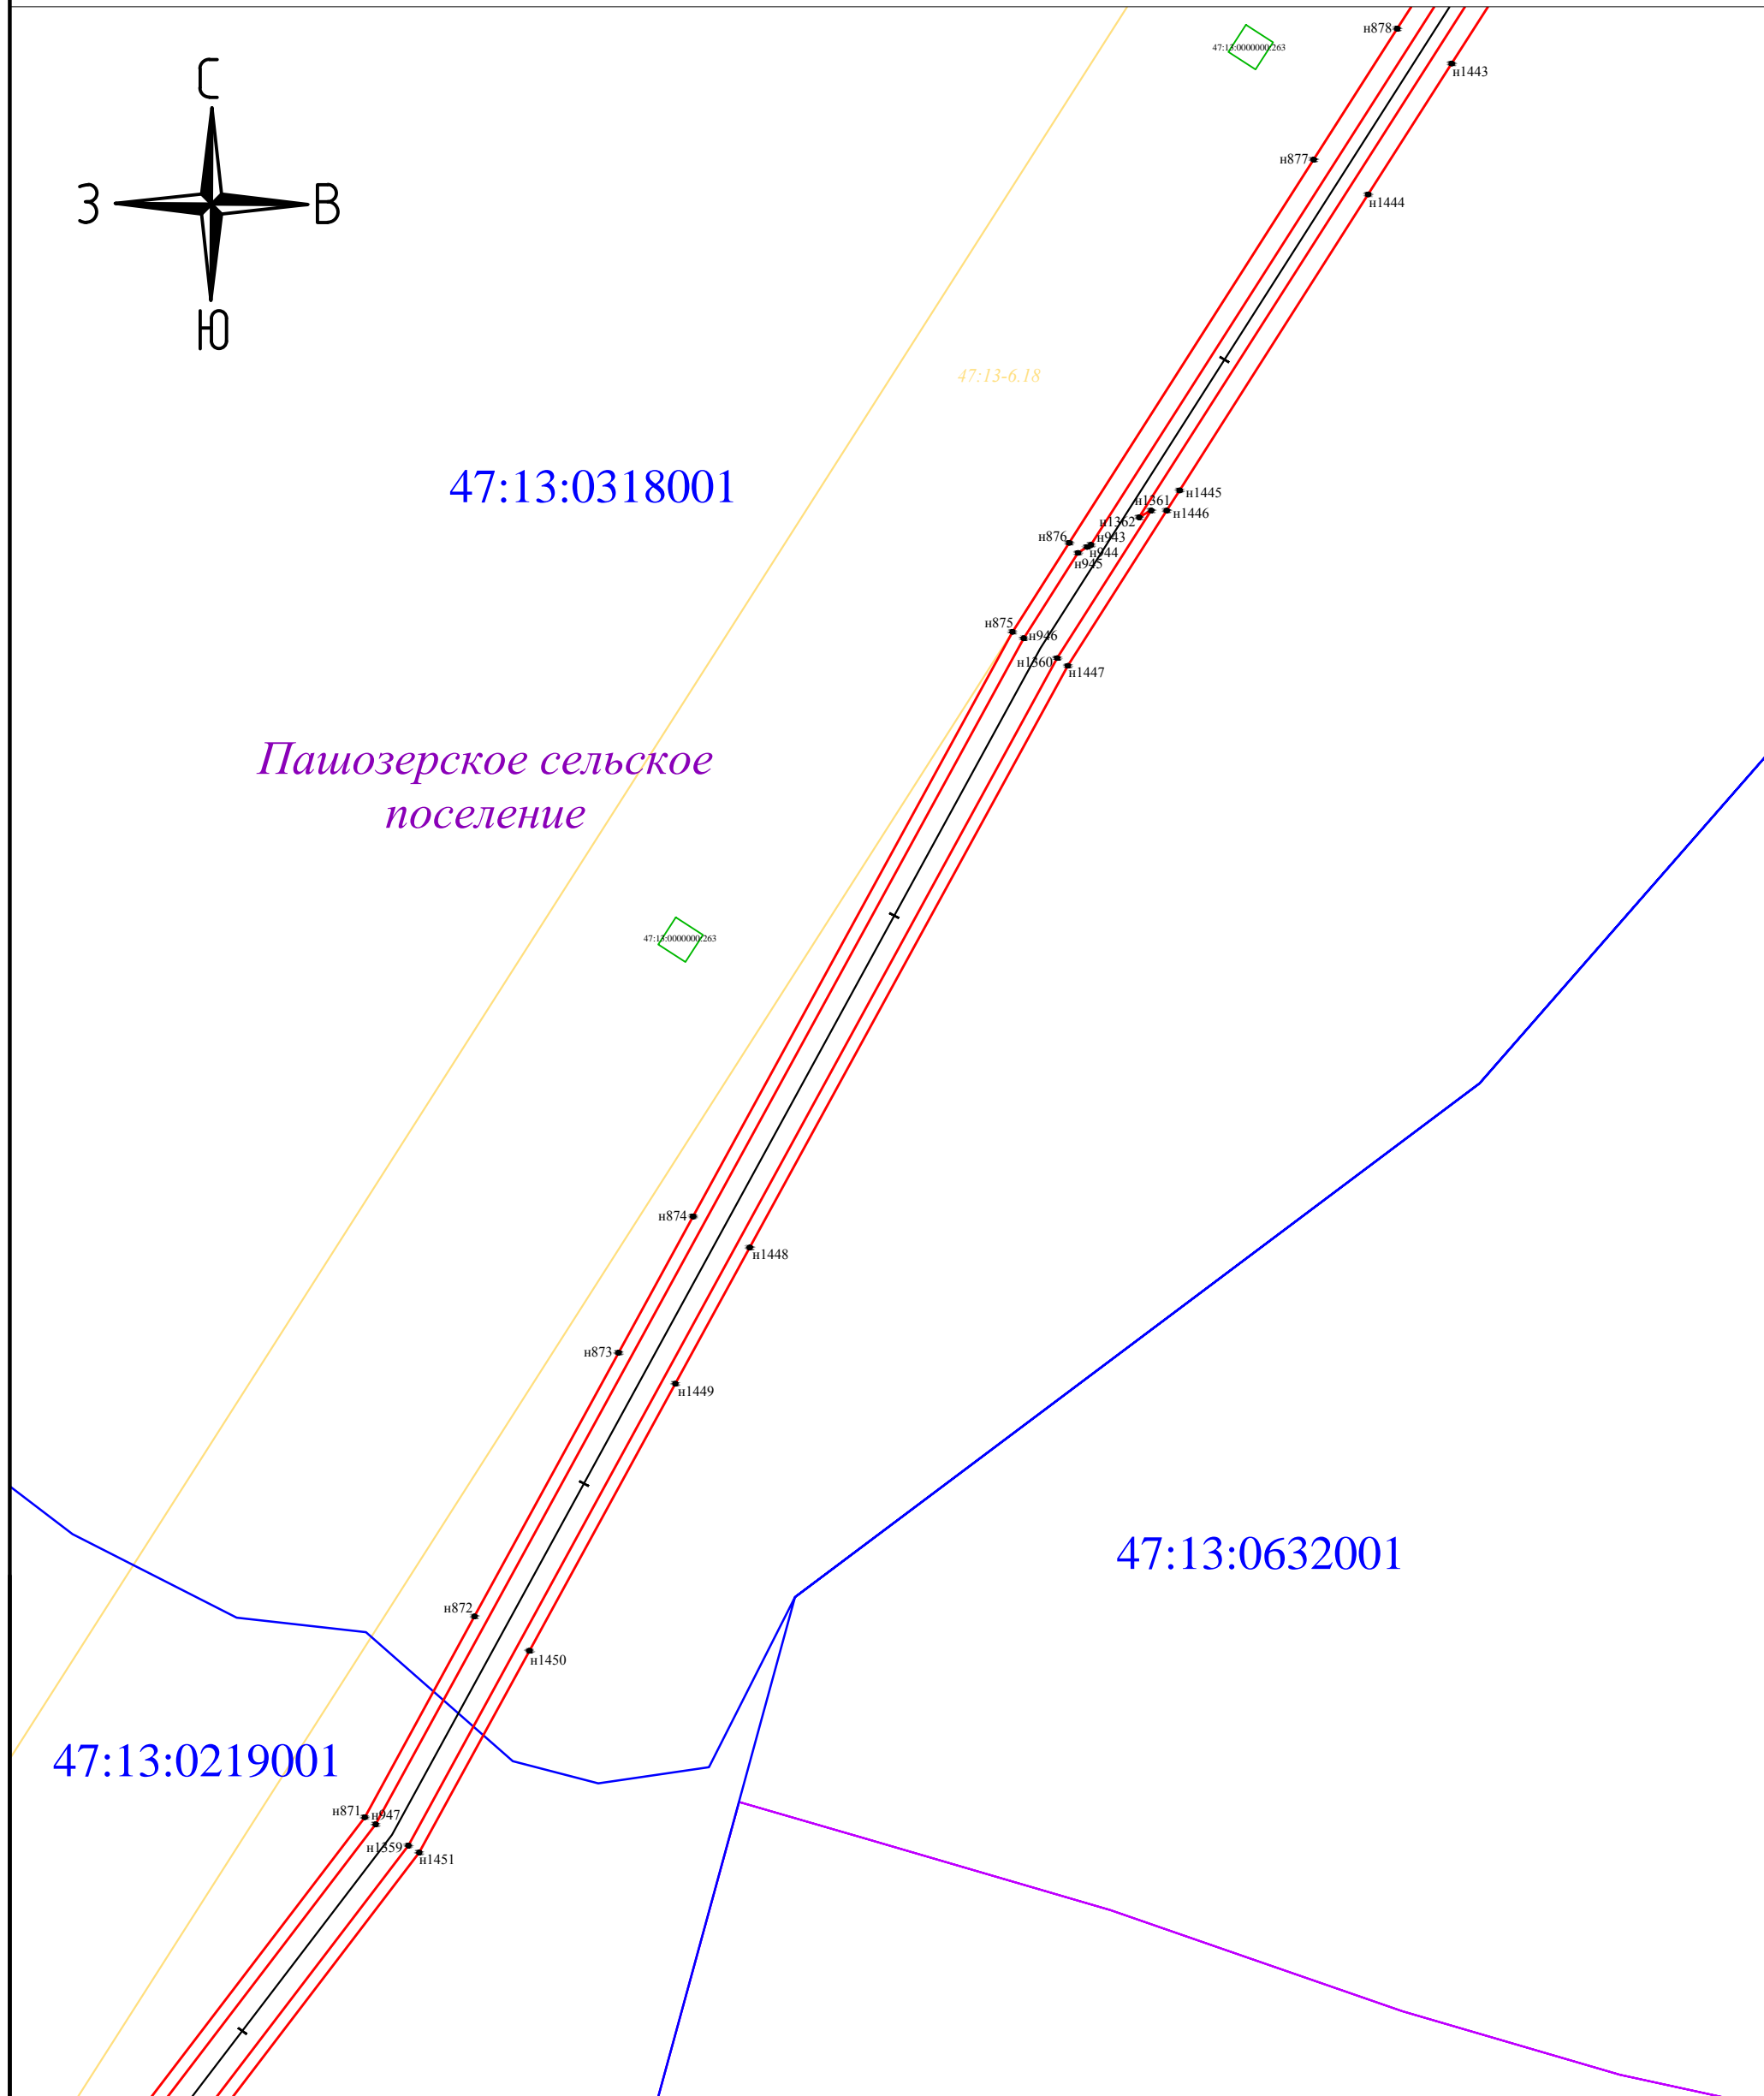 н878
47:13:0000000:263
С
н1443
н877
З
В
н1444
Ю
47:13-6.18
47:13:0318001
н1445
н1361
н1446
н1362
н876
н943
н944
н945
н875
н946
н1360
н1447
Пашозерское сельское
поселение
47:13:0000000:263
н874
н1448
н873
н1449
47:13:0632001
н872
н1450
47:13:0219001
н871
н947
н1359
н1451